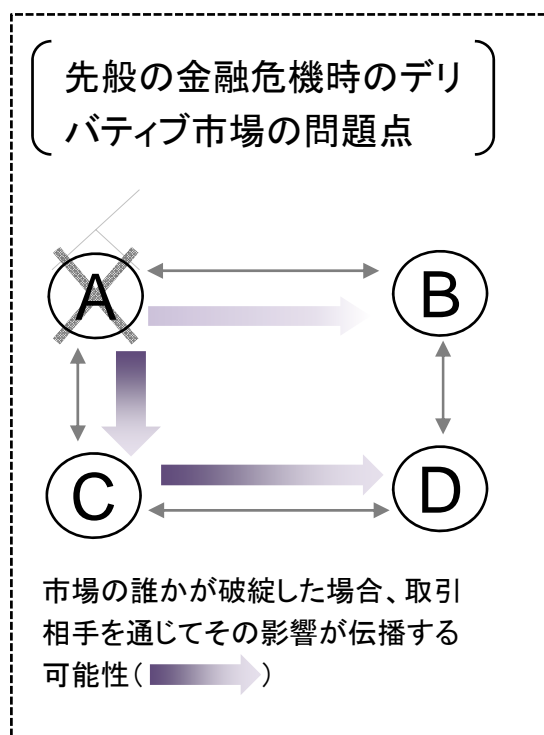 先般の金融危機時のデリ
バティブ市場の問題点
A
B
C
D
市場の誰かが破綻した場合、取引
相手を通じてその影響が伝播する
可能性( )